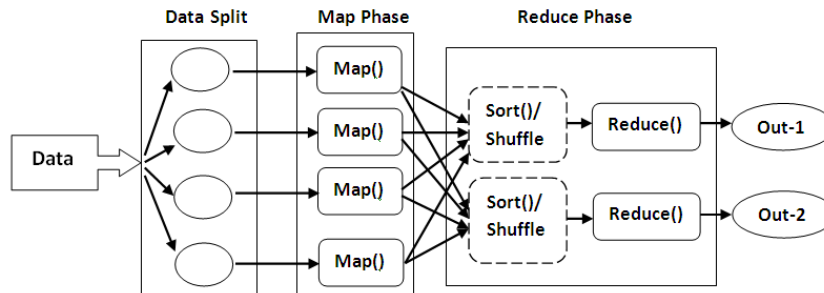 Data Split
Map Phase
Reduce Phase
Data
Map()
Map()
Map()
Map()
Sort()/
Shuffle
Reduce()
Out-1
Sort()/
Shuffle
Reduce()
Out-2